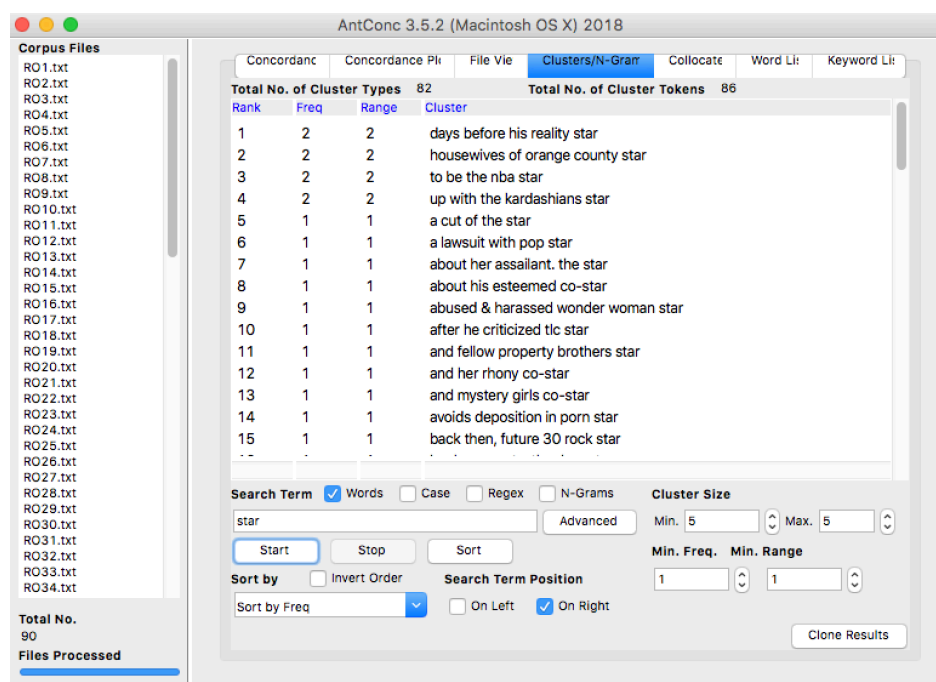 AntConc 3.5.2 (Macintosh OS X) 2018
Corpus Files
RO1.txt
RO2.txt
RO3.txt
RO4.txt
RO5.txt
RO6.txt
RO7.txt
RO8.txt
RO9.txt
RO10.txt
RO11.txt
RO12.txt
RO13.txt
RO14.txt
RO15.txt
RO16.txt
RO17.txt
RO18.txt
RO19.txt
RO20.txt
RO21.txt
RO22.txt
RO23.txt
RO24.txt
RO25.txt
RO26.txt
RO27.txt
RO28.txt
RO29.txt
RO30.txt
RO31.txt
RO32.txt
RO33.txt
RO34.txt
Total No.
90
Files Processed
Concordanc Concordance Plo File Vie Clusters/N-Gram Collocate Word Lis Keyword Lis
Total No. of Cluster Types 82 Total No. of Cluster Tokens 86
Rank Freq Range Cluster
1 2 2 days before his reality star
2 2 2 housewives of orange county star
3 2 2 to be the nba star
4 2 2 up with the kardashians star
5 1 1 a cut of the star
6 1 1 a lawsuit with pop star
7 1 1 about her assailant. the star
8 1 1 about his esteemed co-star
9 1 1 abused & harassed wonder woman star
10 1 1 after he criticized tlc star
11 1 1 and fellow property brothers star
12 1 1 and her rhony co-star
13 1 1 and mystery girls co-star
14 1 1 avoids deposition in porn star
15 1 1 back then, future 30 rock star
Search Term Words Case Regex N-Grams Cluster Size
star Advanced Min. 5 Max. 5
Start Stop Sort Min. Freq. Min. Range
Sort by Invert Order Search Term Position 1 1
Sort by Freq On Left On Right
Clone Results